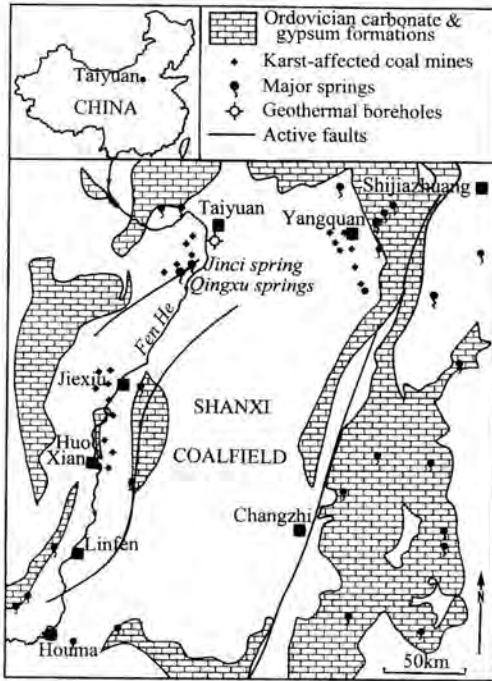 Taiyuan
CHINA
Ordovician carbonate &
gypsum formations
Karst-affected coal mines
Major springs
Geothermal boreholes
Active faults
Shijiazhuang
Taiyuan
Yangquan
Jinci spring
Qingxu springs
Fen He
Jiexiu
SHANXI
Huo
Xian
COALFIELD
Changzhi
Linfen
N
Houma
50km